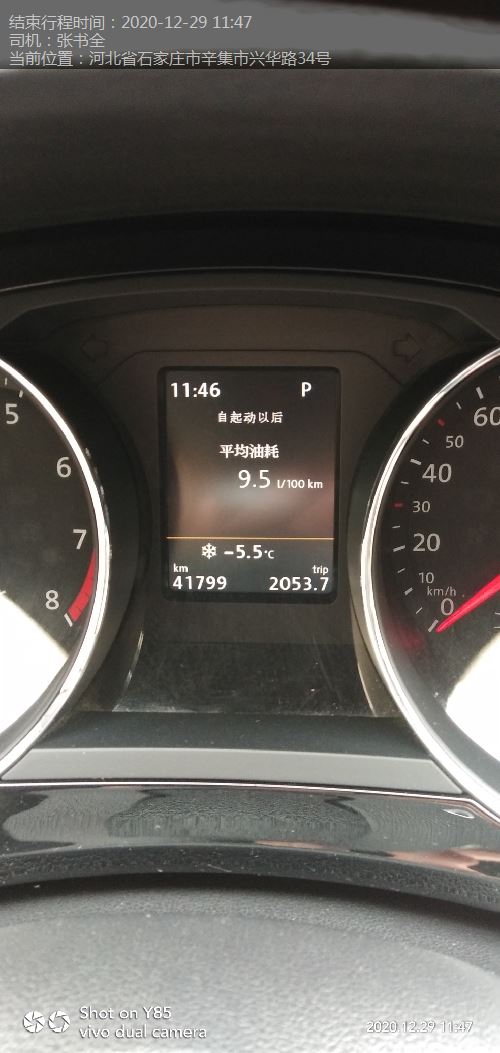 结束行程时间：2020-12-29 11:47
司机：张书全
当前位置：河北省石家庄市辛集市兴华路34号
11:46 P
自起动以后
平均油耗
9.5 l/100 km
-5.5°C
km trip
41799 2053.7
5
6
7
8
60
50
40
30
20
10
km/h
0
Shot on Y85
vivo dual camera
2020.12.29 11:47